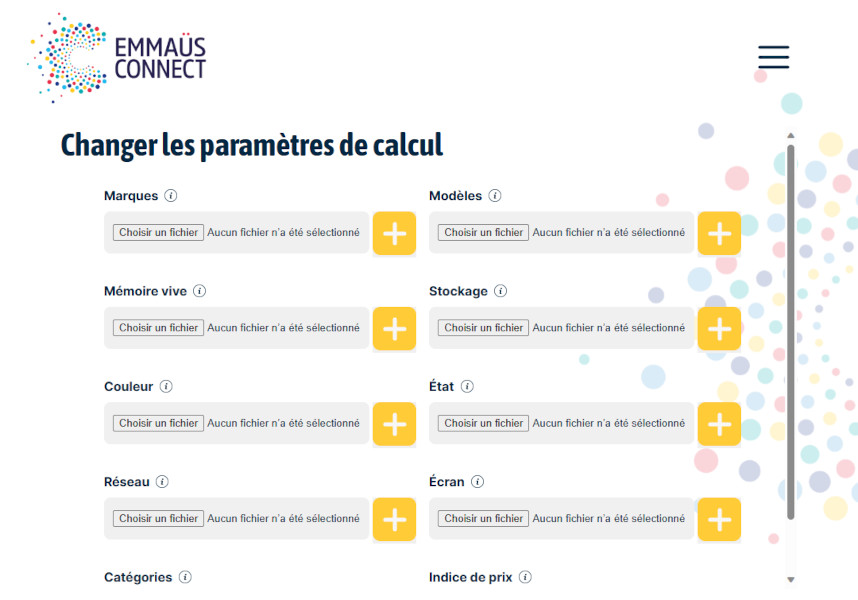 EMMAÜS
CONNECT
Changer les paramètres de calcul
Marques i
Modèles i
Choisir un fichier Aucun fichier n'a été sélectionné
Choisir un fichier Aucun fichier n'a été sélectionné
Mémoire vive i
Stockage i
Choisir un fichier Aucun fichier n'a été sélectionné
Choisir un fichier Aucun fichier n'a été sélectionné
Couleur i
État i
Choisir un fichier Aucun fichier n'a été sélectionné
Choisir un fichier Aucun fichier n'a été sélectionné
Réseau i
Écran i
Choisir un fichier Aucun fichier n'a été sélectionné
Choisir un fichier Aucun fichier n'a été sélectionné
Catégories i
Indice de prix i